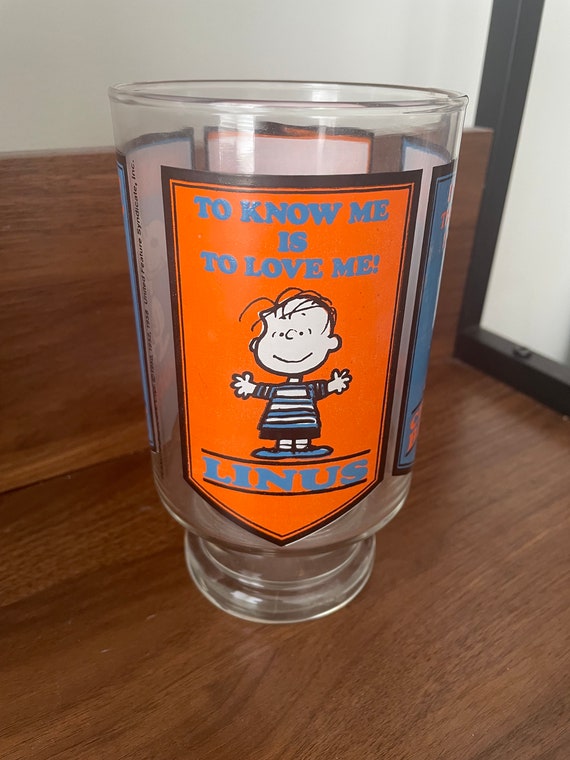 TO KNOW ME
IS
TO LOVE ME!
LINUS
United Feature Syndicate, Inc.